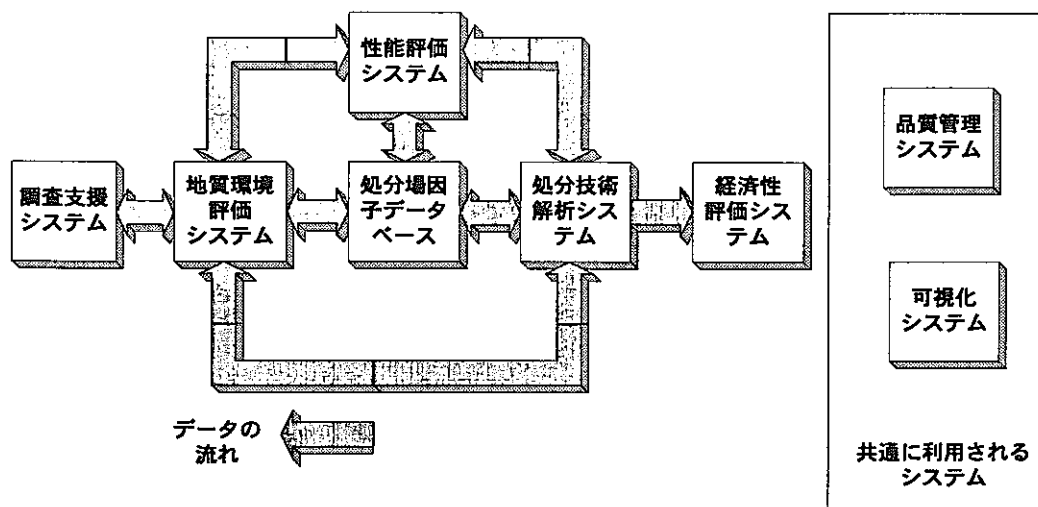 性能評価
システム
調査支援
システム
地質環境
評価
システム
処分場因
子データ
ベース
処分技術
解析シス
テム
経済性
評価シス
テム
データの
流れ
品質管理
システム
可視化
システム
共通に利用される
システム